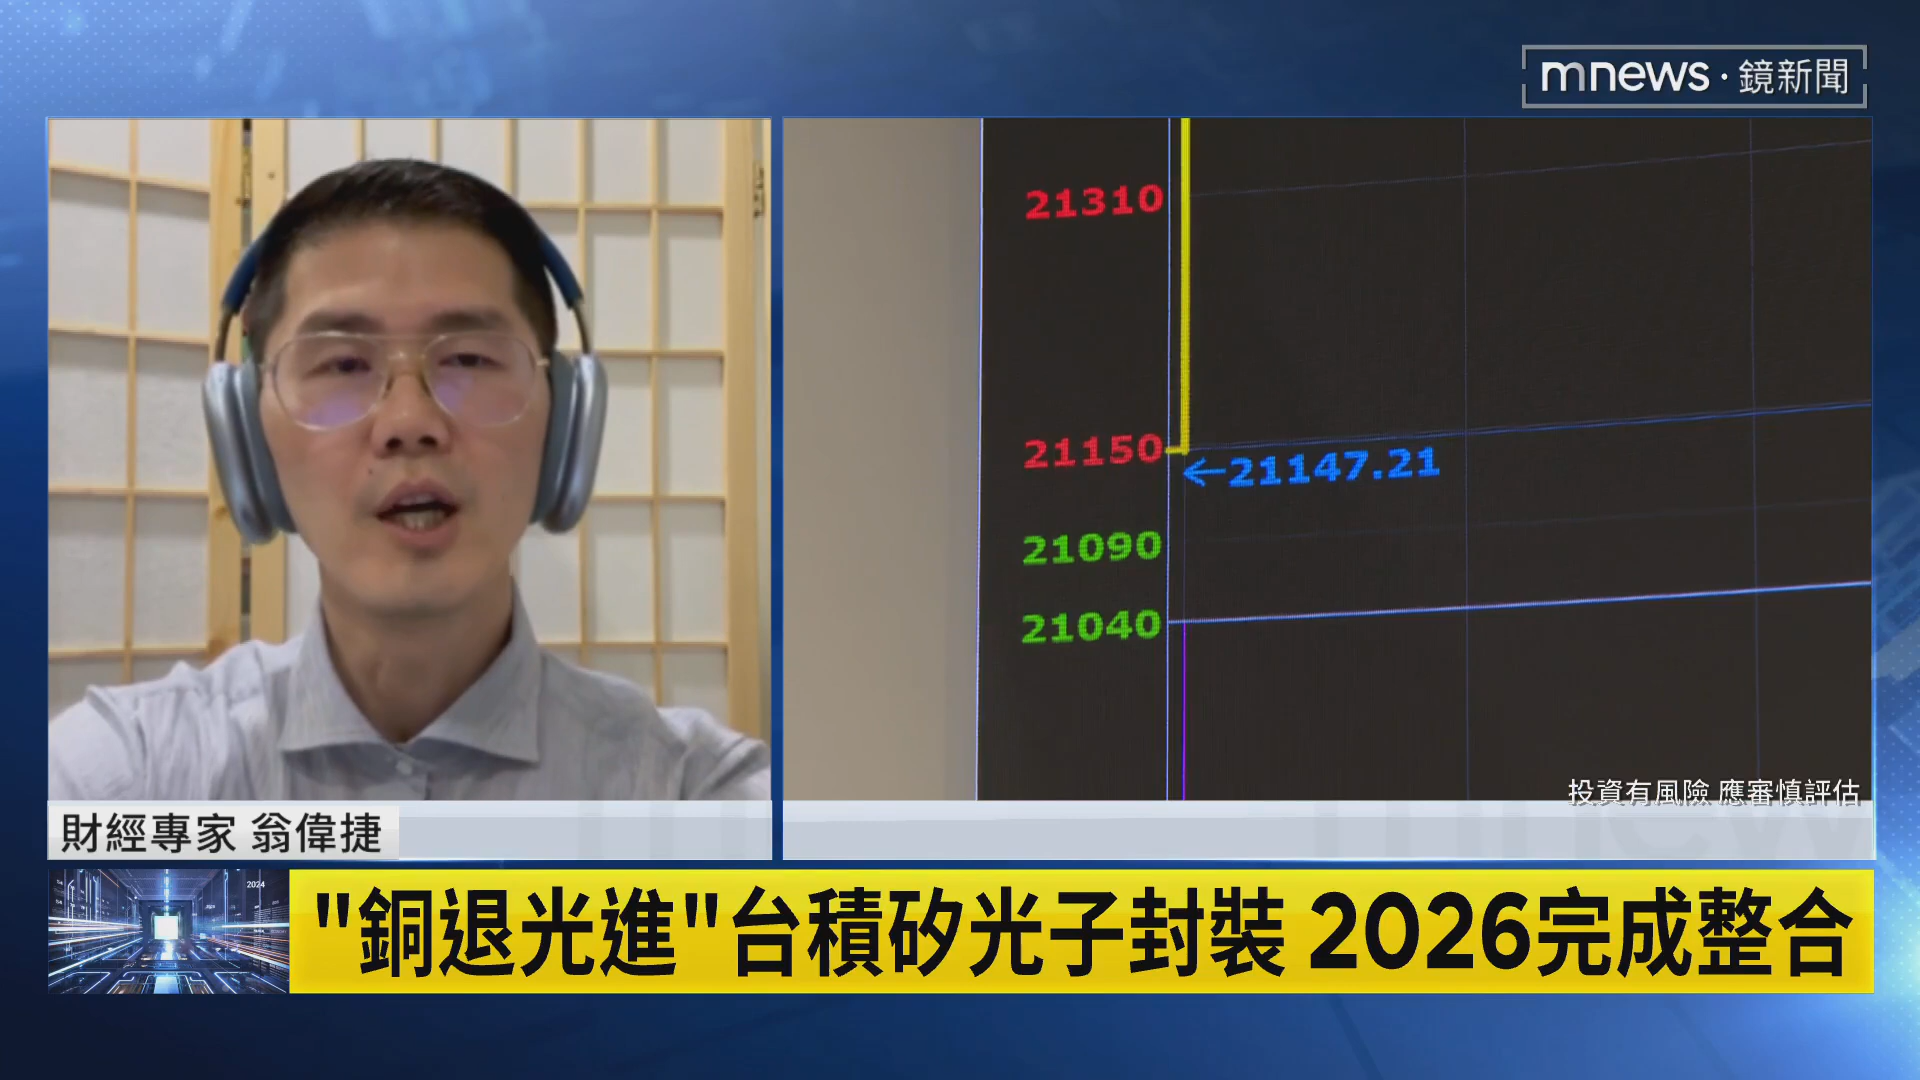 mnews·鏡新聞
21310
21150
←21147.21
21090
21040
投資有風險 應審慎評估
財經專家 翁偉捷
2024
"銅退光進"台積矽光子封裝 2026完成整合